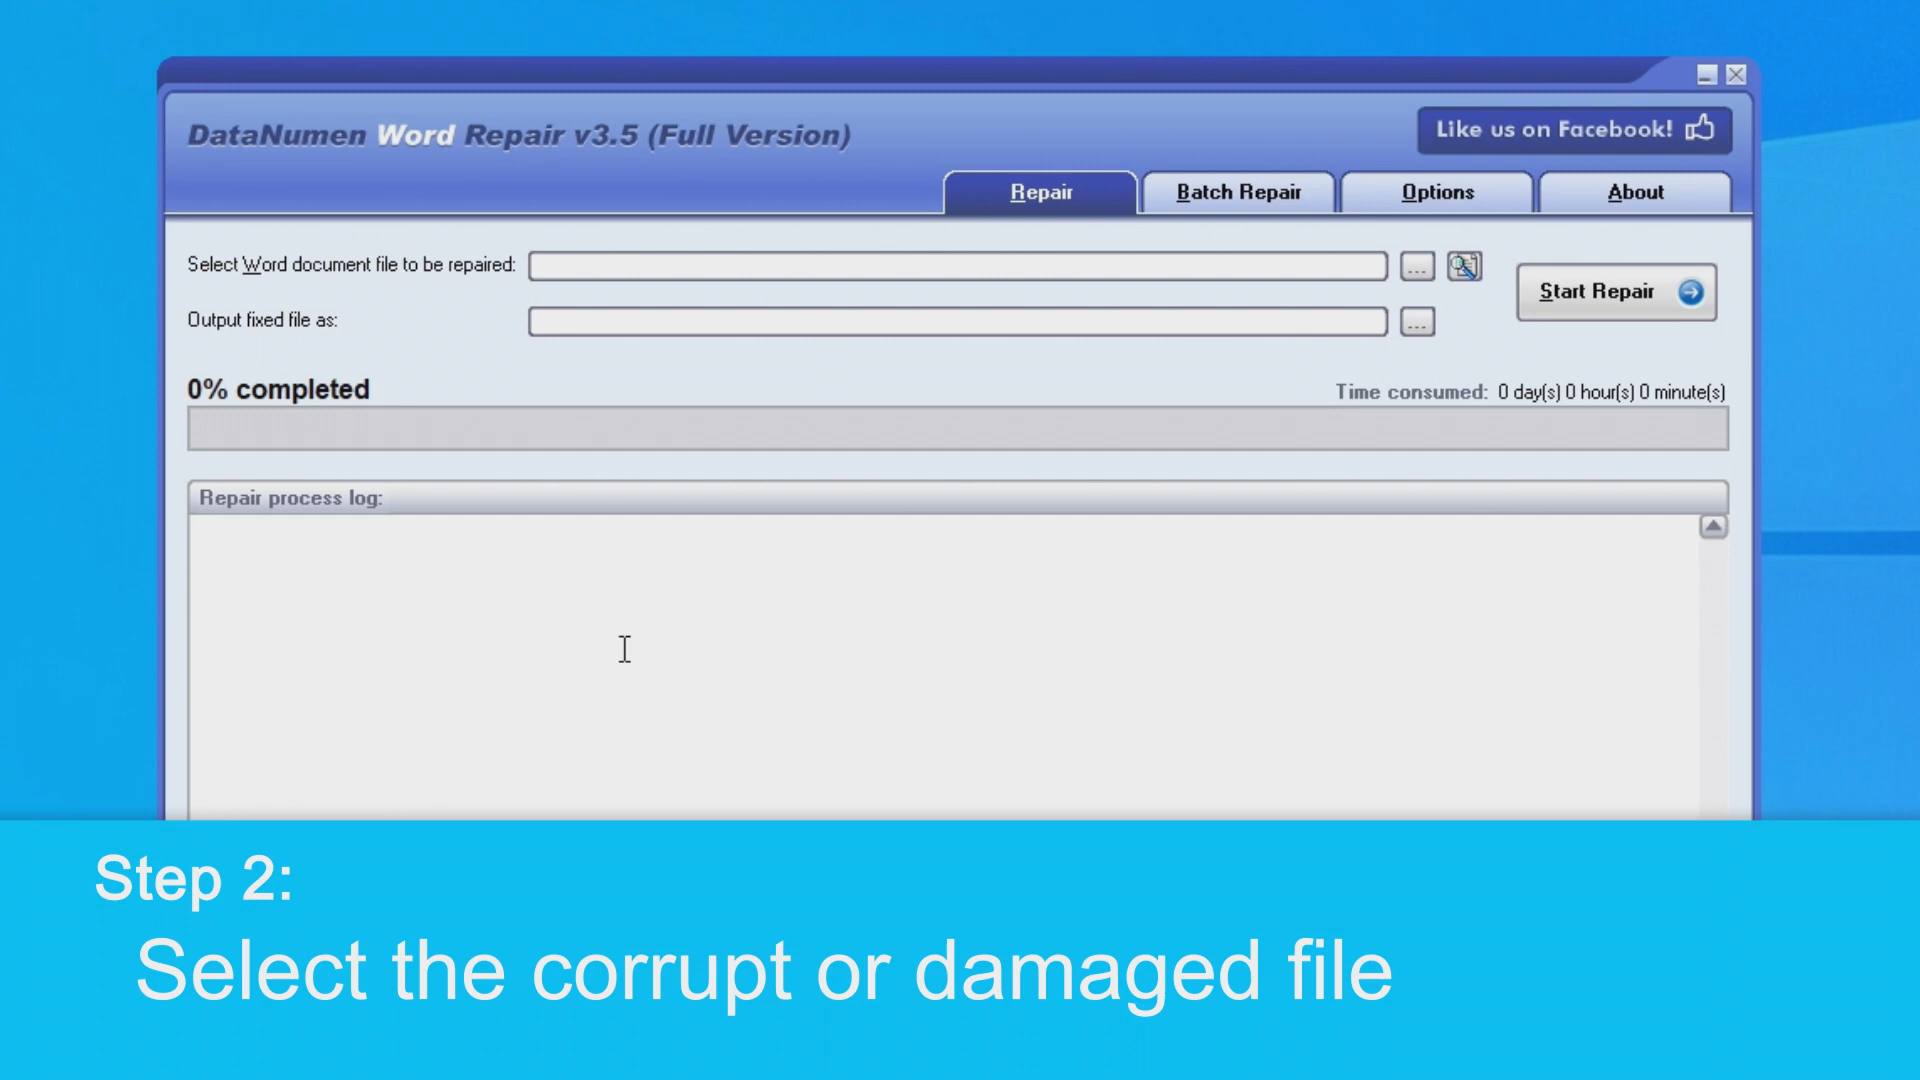 DataNumen Word Repair v3.5 (Full Version)
Like us on Facebook!
Repair
Batch Repair
Options
About
Select Word document file to be repaired:
...
Start Repair
Output fixed file as:
...
0% completed
Time consumed: 0 day(s) 0 hour(s) 0 minute(s)
Repair process log:
Step 2:
Select the corrupt or damaged file